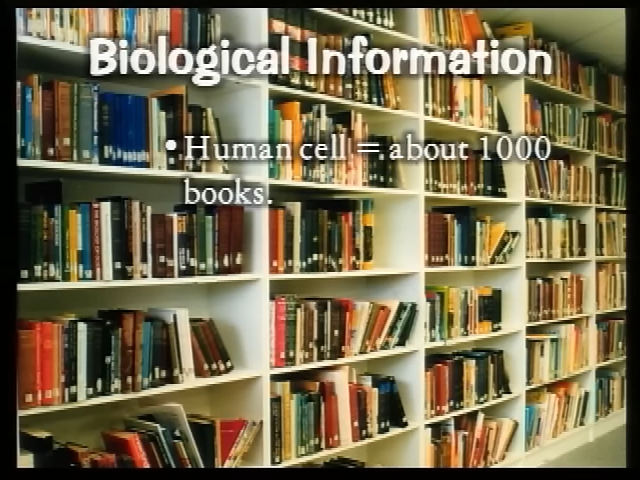 Biological Information
• Human cell = about 1000
books.